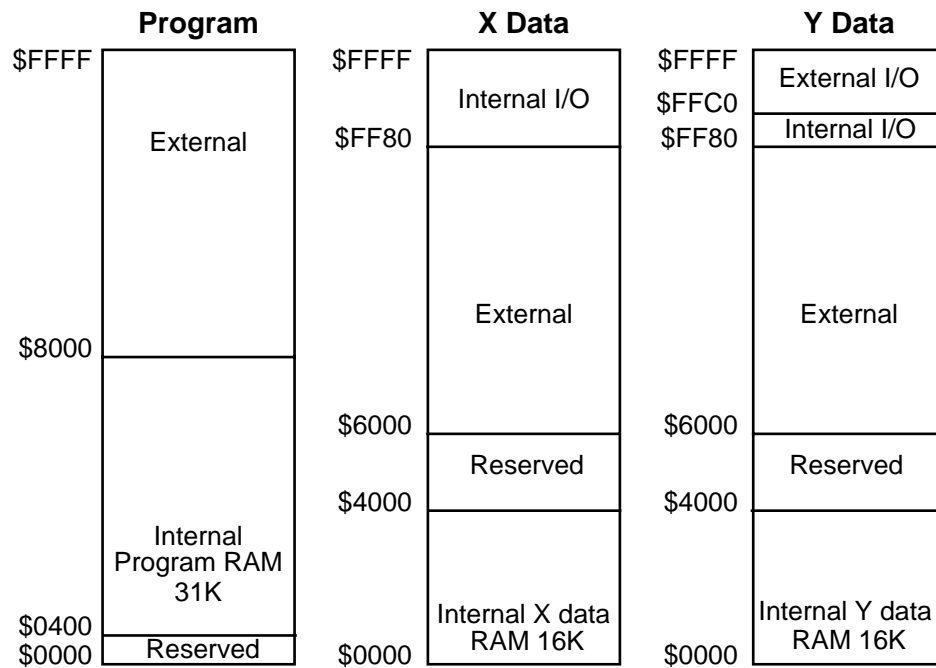 Program
$FFFF
External
$8000
Internal
Program RAM
31K
$0400
Reserved
$0000
X Data
$FFFF
Internal I/O
$FF80
External
$6000
Reserved
$4000
Internal X data
RAM 16K
$0000
Y Data
$FFFF
External I/O
$FFC0
Internal I/O
$FF80
External
$6000
Reserved
$4000
Internal Y data
RAM 16K
$0000